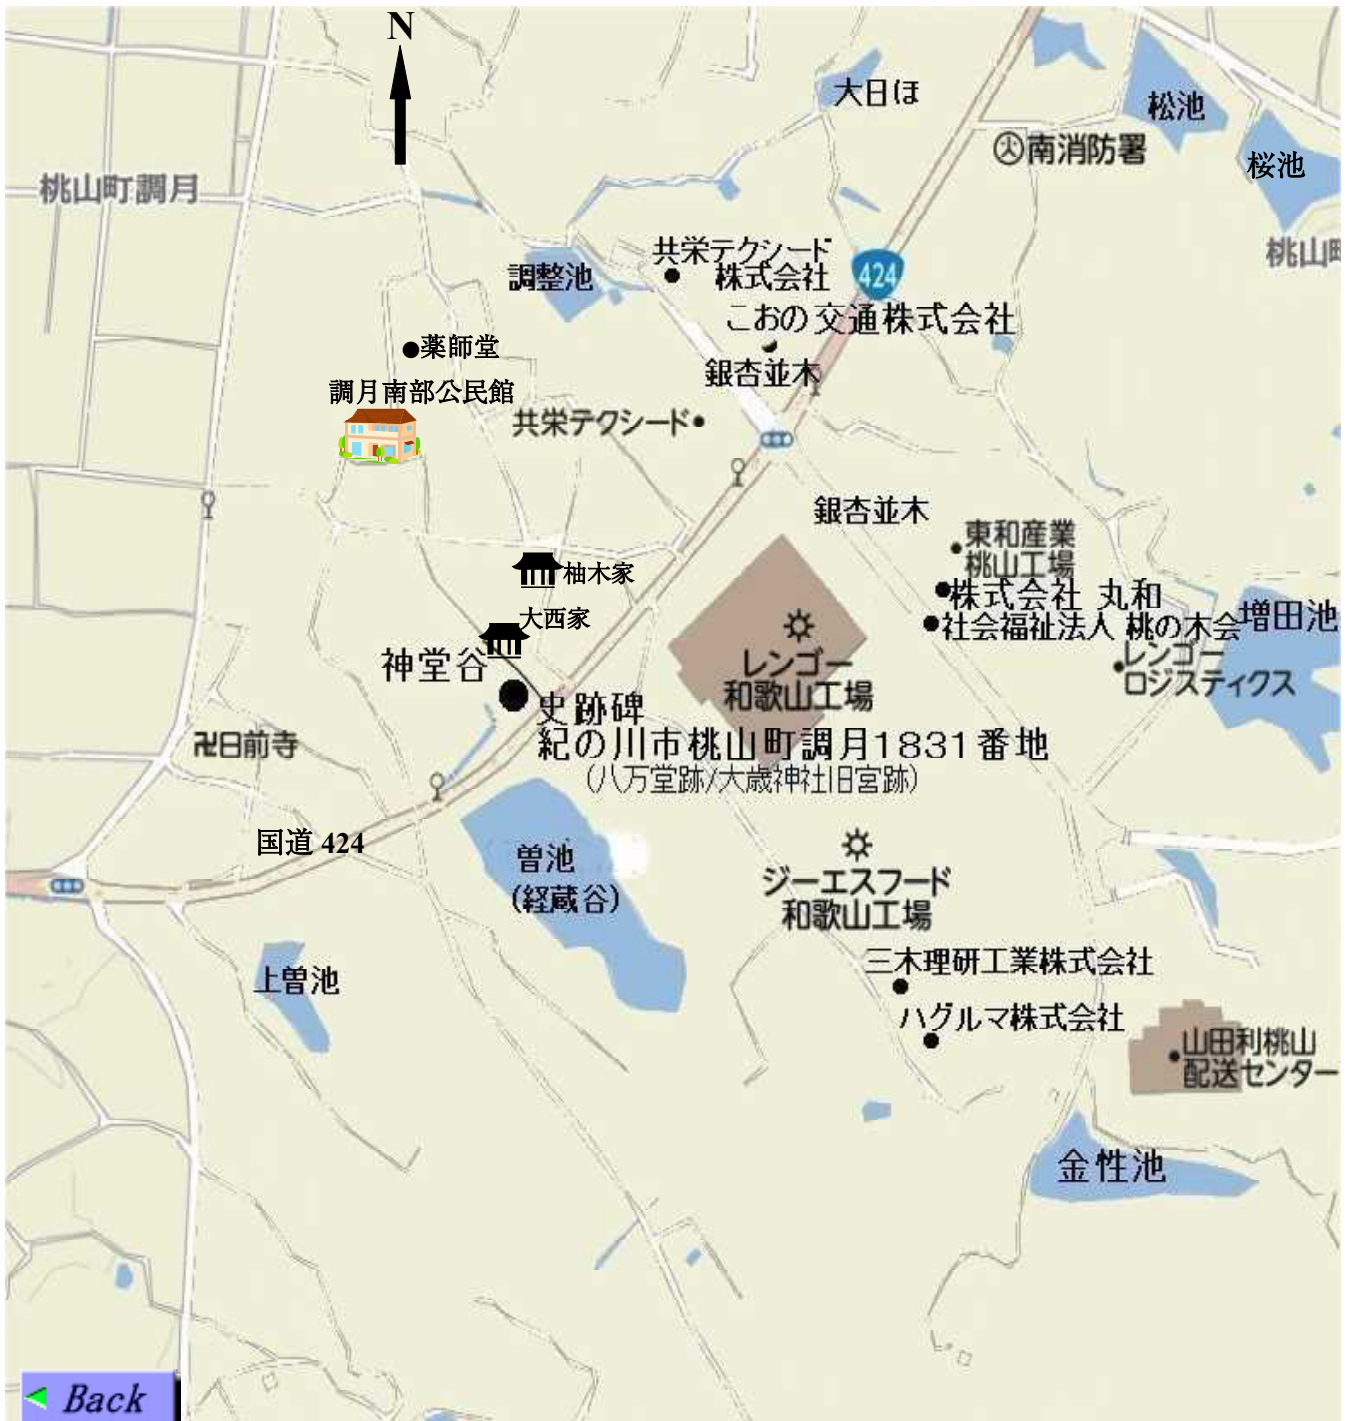 N
大日ほ
松池
南消防署
桜池
桃山町調月
桃山町
共栄テクシード
株式会社
調整池
424
こおの交通株式会社
薬師堂
銀杏並木
調月南部公民館
共栄テクシード
銀杏並木
東和産業
桃山工場
柚木家
株式会社 丸和
大西家
社会福祉法人 桃の木会
増田池
神堂谷
レンゴー
和歌山工場
レンゴー
ロジスティクス
史跡碑
紀の川市桃山町調月1831番地
(八万堂跡/大歳神社旧宮跡)
卍日前寺
国道 424
曽池
(経蔵谷)
ジーエスフード
和歌山工場
上曽池
三木理研工業株式会社
ハグルマ株式会社
山田利桃山
配送センター
金性池
Back